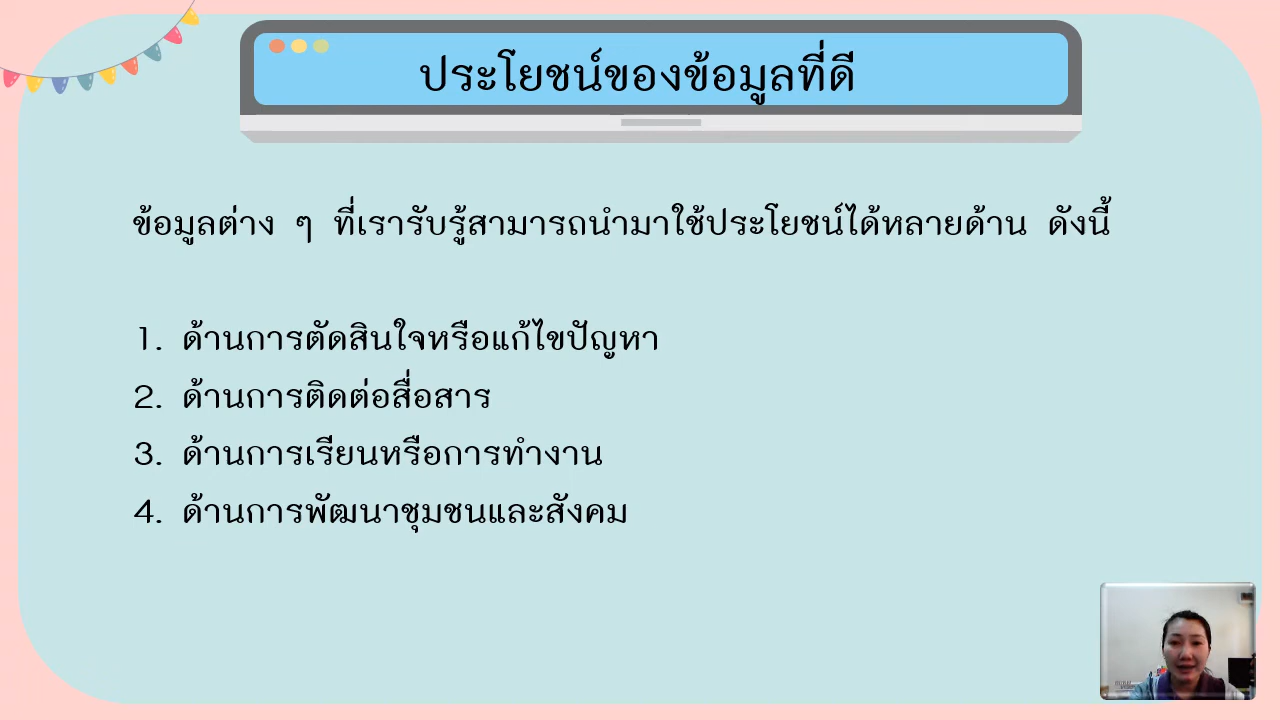 ประโยชน์ของข้อมูลที่ดี
ข้อมูลต่าง ๆ ที่เรารับรู้สามารถนำมาใช้ประโยชน์ได้หลายด้าน ดังนี้
1. ด้านการตัดสินใจหรือแก้ไขปัญหา
2. ด้านการติดต่อสื่อสาร
3. ด้านการเรียนหรือการทำงาน
4. ด้านการพัฒนาชุมชนและสังคม